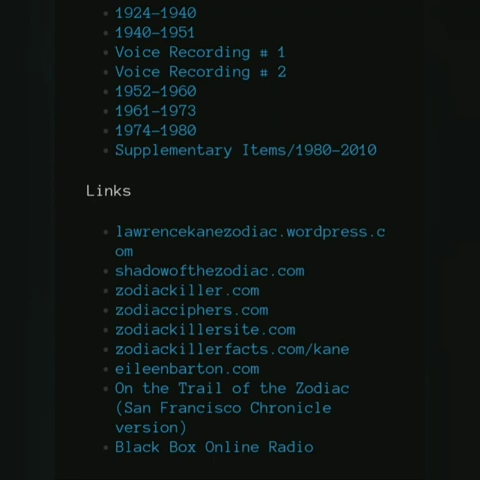 1924-1940
1940-1951
Voice Recording # 1
Voice Recording # 2
1952-1960
1961-1973
1974-1980
Supplementary Items/1980-2010
Links
lawrencekanezodiac.wordpress.c
om
shadowofthezodiac.com
zodiackiller.com
zodiacciphers.com
zodiackillersite.com
zodiackillerfacts.com/kane
eileenbarton.com
On the Trail of the Zodiac
(San Francisco Chronicle
version)
Black Box Online Radio